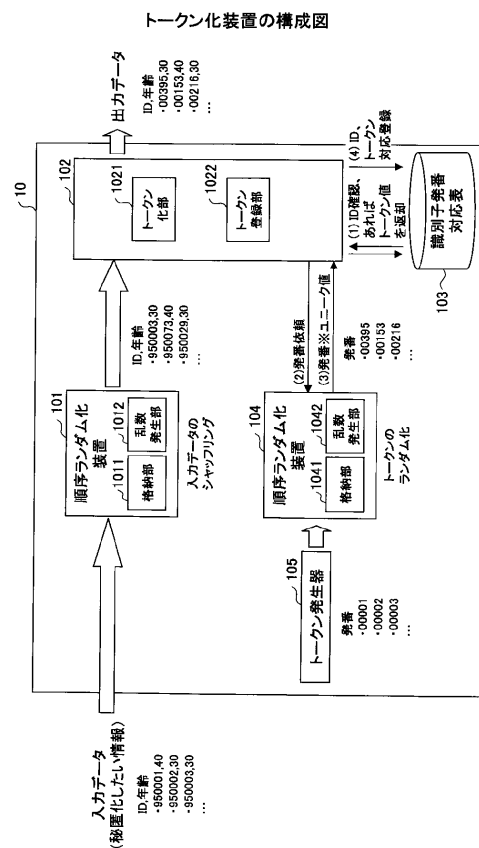 トークン化装置の構成図
10
入力データ
(秘匿化したい情報)
ID,年齢
・950001,40
・950002,30
・950003,30
…
101
順序ランダム化
装置
1011
格納部
1012
乱数
発生部
入力データの
シャッフリング
ID,年齢
・950003,30
・950073,40
・950029,30
…
102
1021
トークン
化部
1022
トークン
登録部
出力データ
ID,年齢
・00395,30
・00153,40
・00216,30
…
105
トークン発生器
発番
・00001
・00002
・00003
…
104
順序ランダム化
装置
1041
格納部
1042
乱数
発生部
トークンの
ランダム化
(2)発番依頼
(3)発番※ユニーク値
発番
・00395
・00153
・00216
…
(1)ID確認、
あれば
トークン値
を返却
(4)ID、
トークン
対応登録
識別子発番
対応表
103